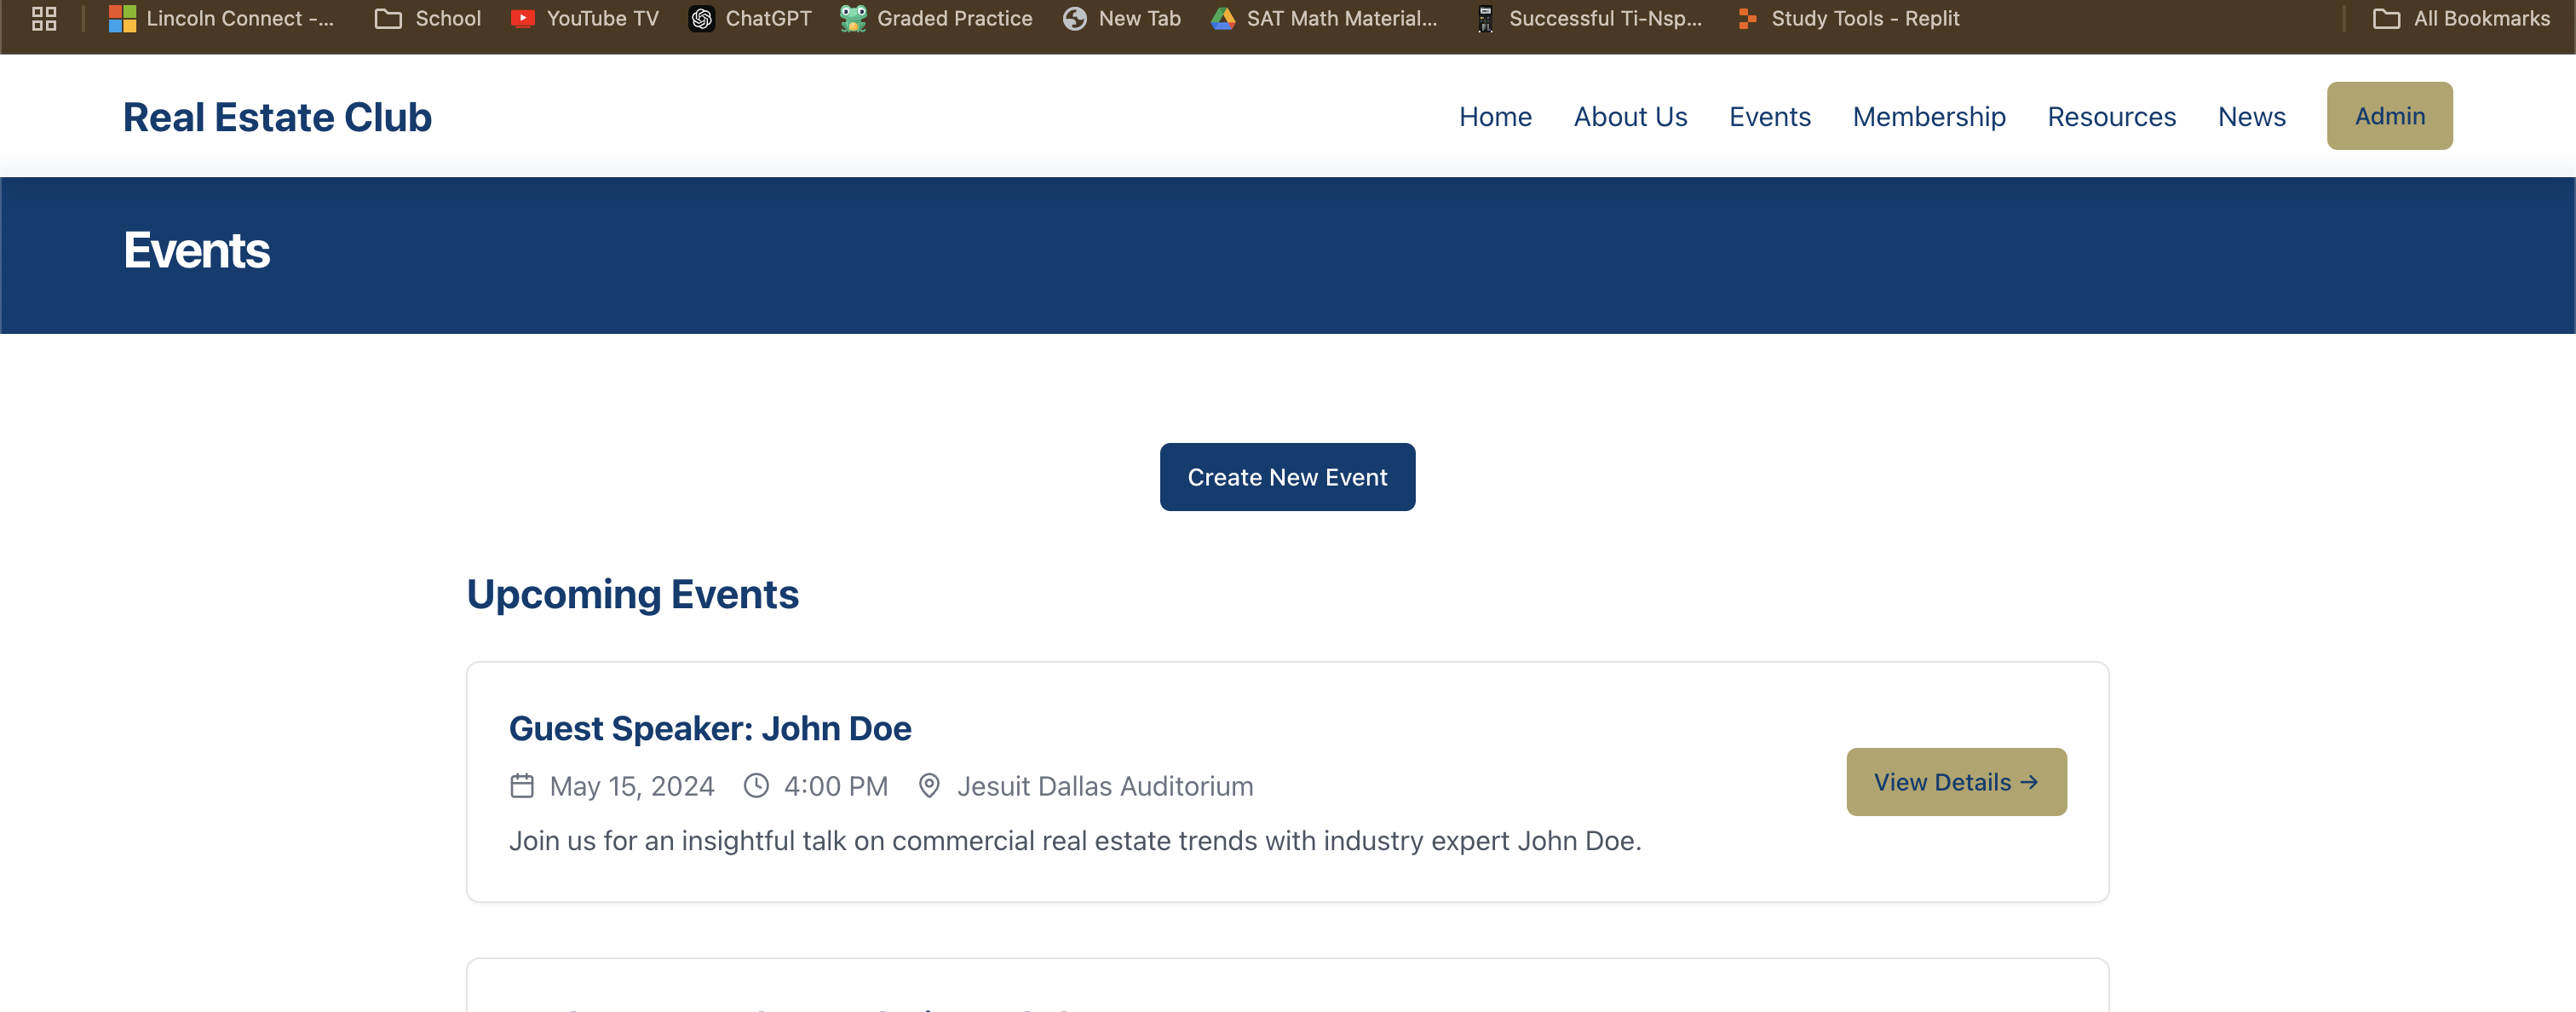 Lincoln Connect -... School YouTube TV ChatGPT Graded Practice New Tab SAT Math Material... Successful Ti-Nsp... Study Tools - Replit All Bookmarks
Real Estate Club Home About Us Events Membership Resources News Admin
Events
Create New Event
Upcoming Events
Guest Speaker: John Doe
May 15, 2024 4:00 PM Jesuit Dallas Auditorium
View Details →
Join us for an insightful talk on commercial real estate trends with industry expert John Doe.